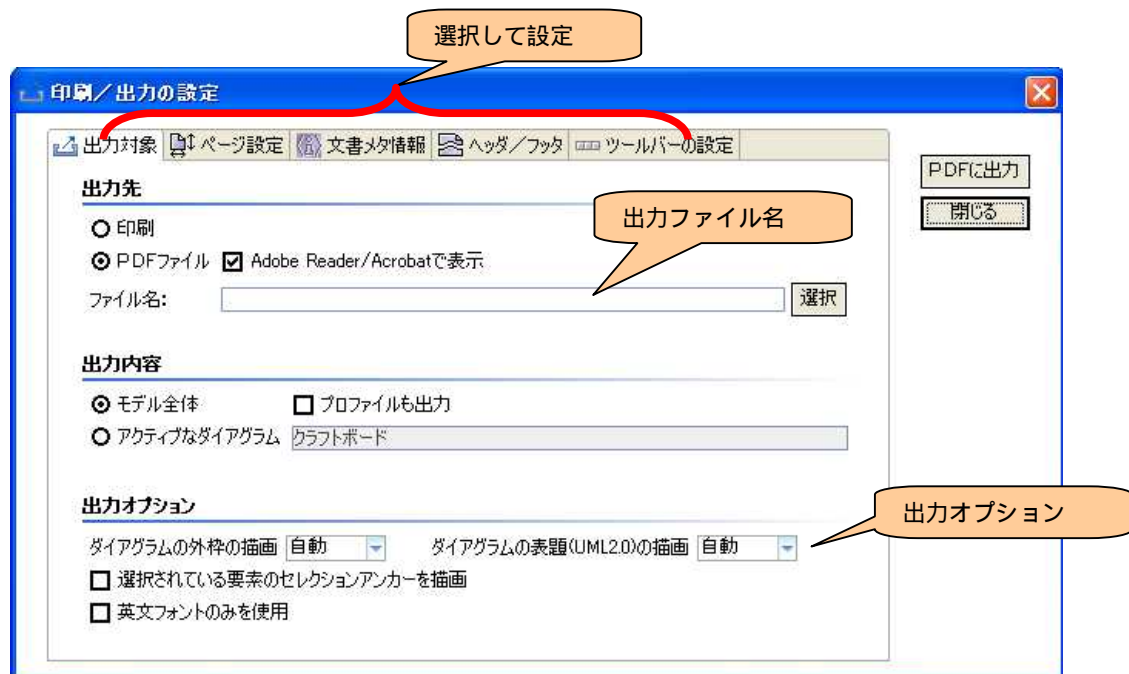 選択して設定
印刷／出力の設定
出力対象 ページ設定 文書メタ情報 ヘッダ／フッタ ツールバーの設定
PDFに出力
閉じる
出力先
出力ファイル名
印刷
PDFファイル Adobe Reader/Acrobatで表示
ファイル名: 選択
出力内容
モデル全体 プロファイルも出力
アクティブなダイアグラム クラフトボード
出力オプション
出力オプション
ダイアグラムの外枠の描画 自動 ダイアグラムの表題(UML2.0)の描画 自動
選択されている要素のセレクションアンカーを描画
英文フォントのみを使用